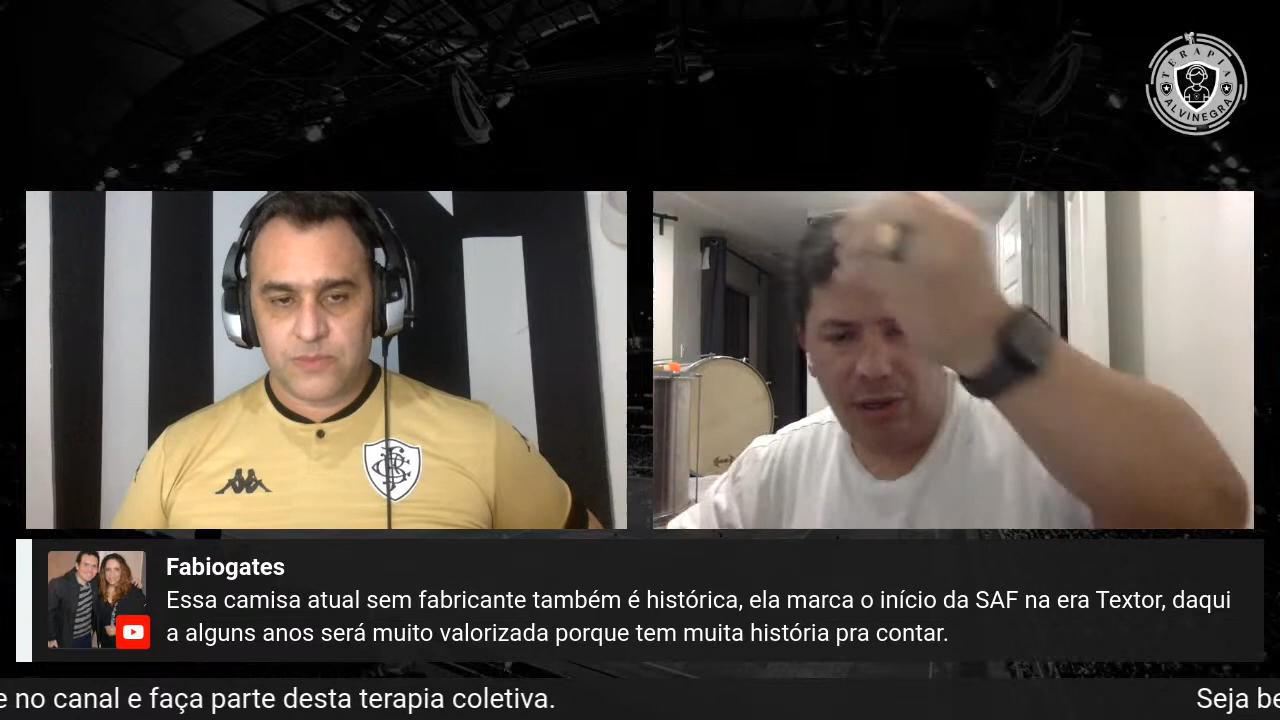 TERAPIA
ALVINEGRA
Fabiogates
Essa camisa atual sem fabricante também é histórica, ela marca o início da SAF na era Textor, daqui
a alguns anos será muito valorizada porque tem muita história pra contar.
e no canal e faça parte desta terapia coletiva.
Seja be